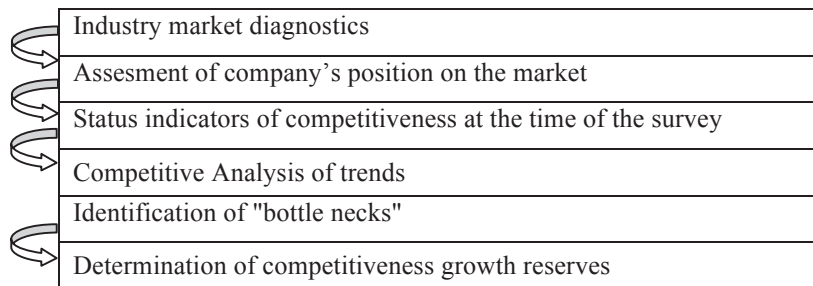 Industry market diagnostics
Assesment of company’s position on the market
Status indicators of competitiveness at the time of the survey
Competitive Analysis of trends
Identification of "bottle necks"
Determination of competitiveness growth reserves